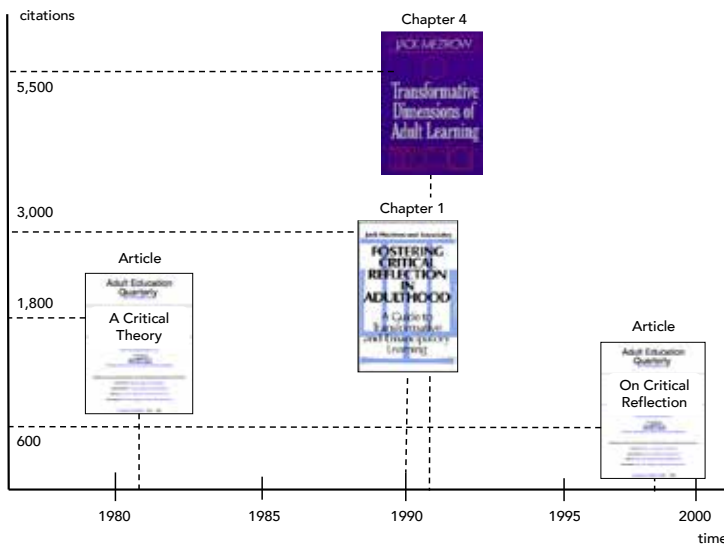 citations
Chapter 4
JACK MEZIROW
Transformative
Dimensions of
Adult Learning
5,500
3,000
Chapter 1
Jack Mezirow and Associates
FOSTERING
CRITICAL
REFLECTION
IN
ADULTHOOD
A Guide to
Transformative
and Emancipatory
Learning
Article
Adult Education
Quarterly
A Critical
Theory
1,800
Article
Adult Education
Quarterly
On Critical
Reflection
600
1980
1985
1990
1995
2000
time